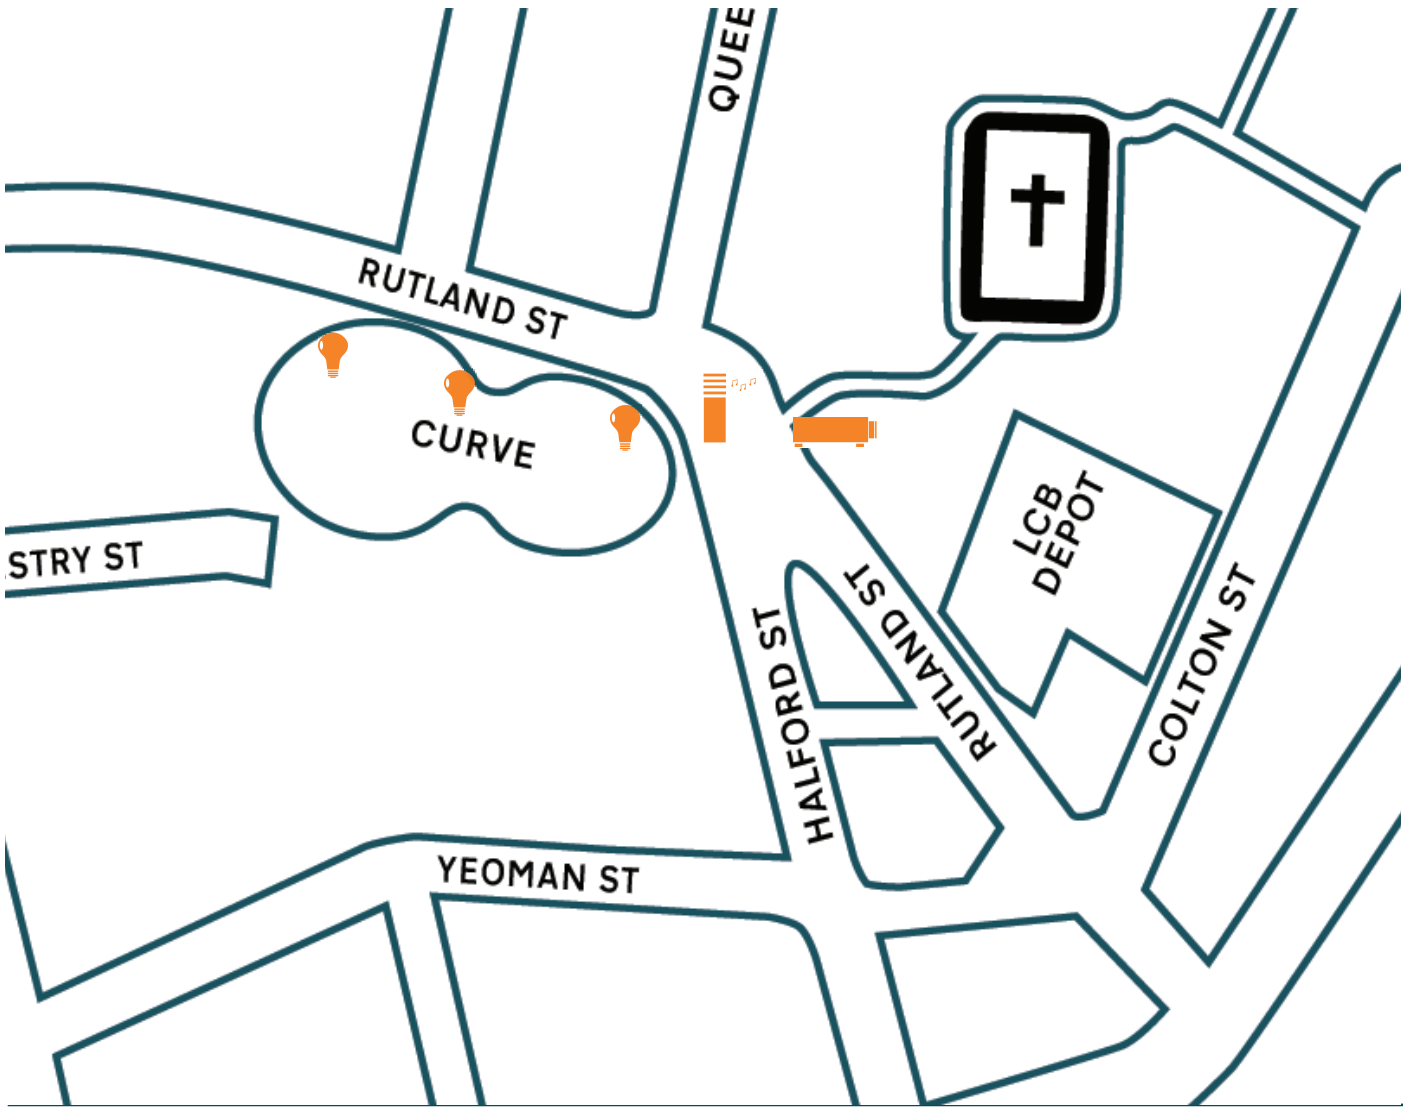 QUEE
RUTLAND ST
CURVE
LCB
DEPOT
STRY ST
RUTLAND ST
HALFORD ST
COLTON ST
YEOMAN ST